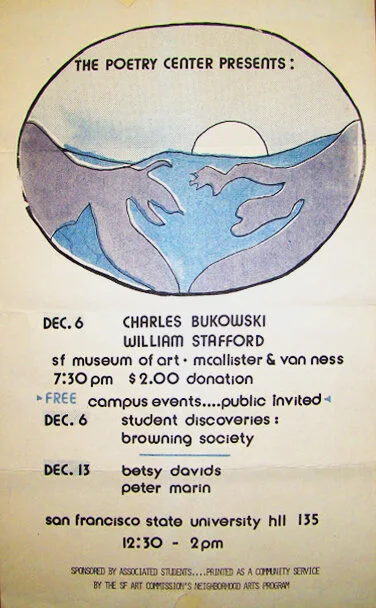 THE POETRY CENTER PRESENTS:
DEC. 6 CHARLES BUKOWSKI
WILLIAM STAFFORD
sf museum of art • mcallister & van ness
7:30 pm $2.00 donation
FREE campus events....public invited
DEC. 6 student discoveries:
browning society
DEC. 13 betsy davids
peter marin
san francisco state university hll 135
12:30 - 2pm
SPONSORED BY ASSOCIATED STUDENTS....PRINTED AS A COMMUNITY SERVICE
BY THE SF ART COMMISSION'S NEIGHBORHOOD ARTS PROGRAM